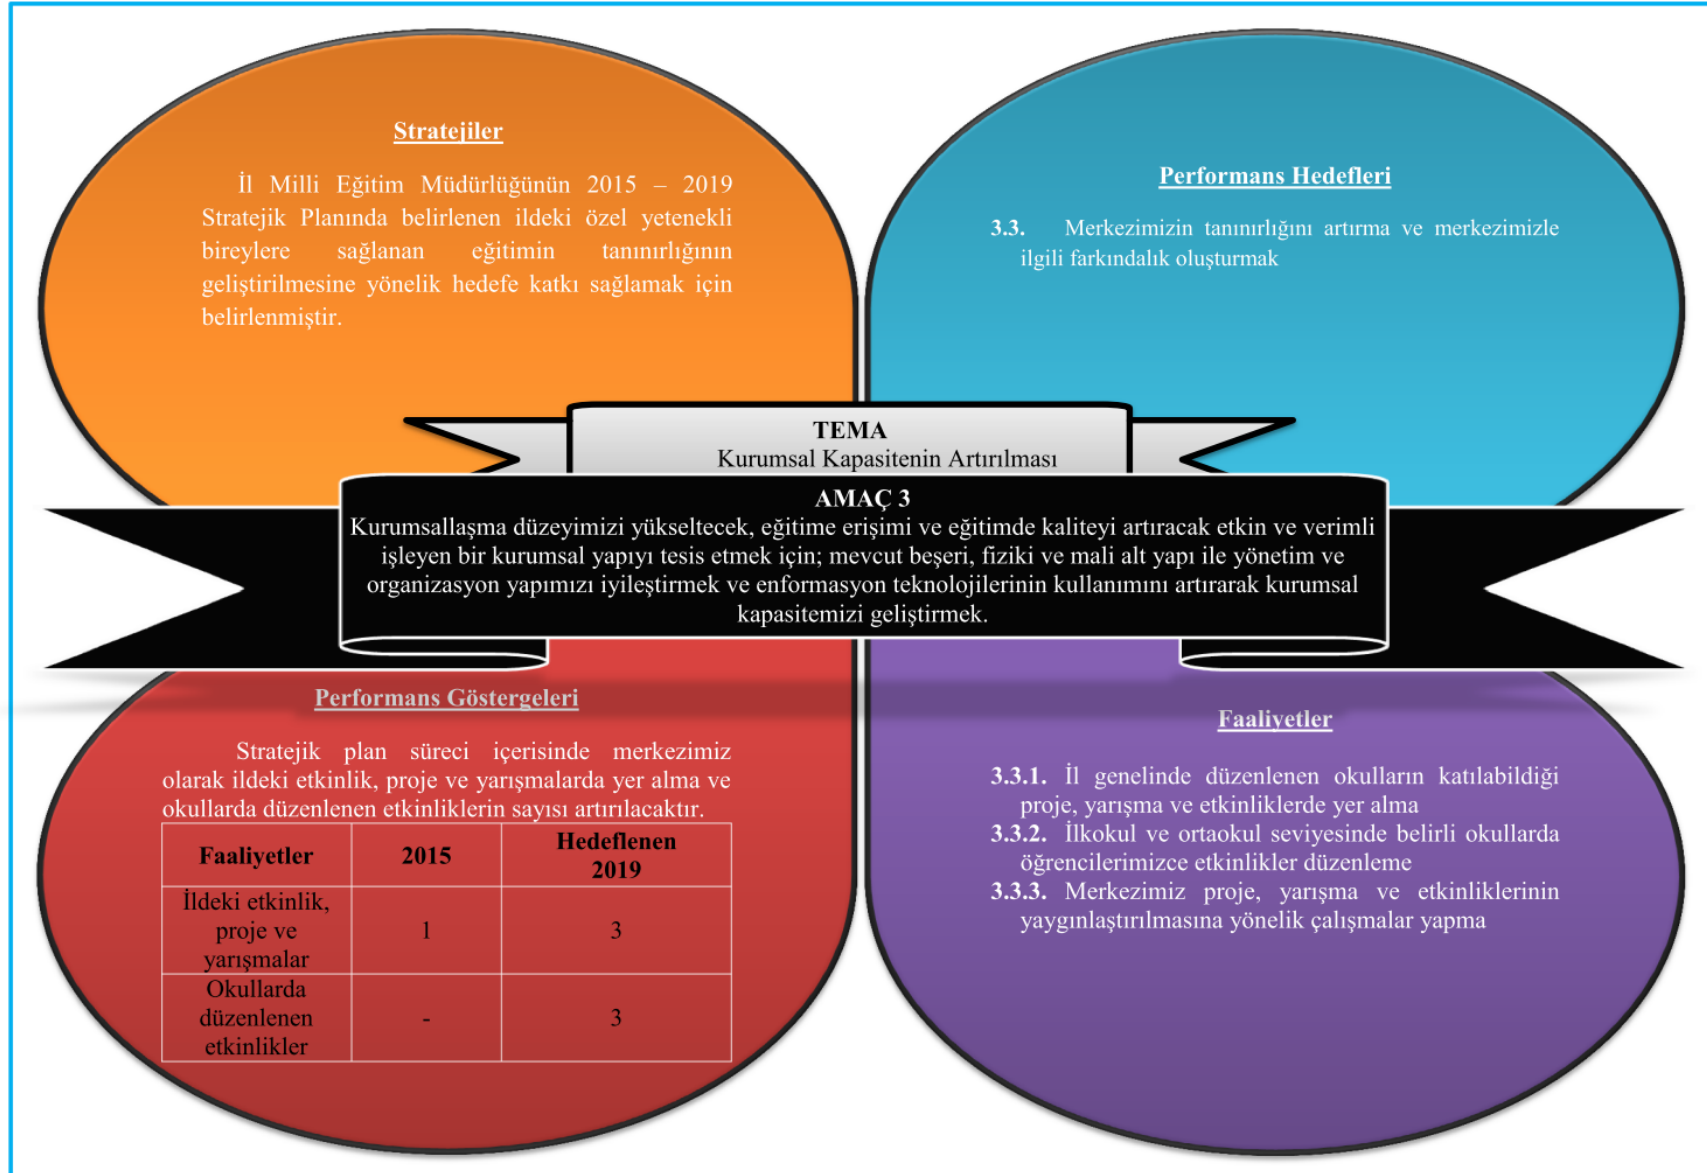 Stratejiler
İl Milli Eğitim Müdürlüğünün 2015 – 2019
Stratejik Planında belirlenen ildeki özel yetenekli
bireylere sağlanan eğitimin tanınırlığının
geliştirilmesine yönelik hedefe katkı sağlamak için
belirlenmiştir.
Performans Hedefleri
3.3. Merkezimizin tanınırlığını artırma ve merkezimizle
ilgili farkındalık oluşturmak
TEMA
Kurumsal Kapasitenin Artırılması
AMAÇ 3
Kurumsallaşma düzeyimizi yükseltecek, eğitime erişimi ve eğitimde kaliteyi artıracak etkin ve verimli
işleyen bir kurumsal yapıyı tesis etmek için; mevcut beşeri, fiziki ve mali alt yapı ile yönetim ve
organizasyon yapımızı iyileştirmek ve enformasyon teknolojilerinin kullanımını artırarak kurumsal
kapasitemizi geliştirmek.
Performans Göstergeleri
Stratejik plan süreci içerisinde merkezimiz
olarak ildeki etkinlik, proje ve yarışmalarda yer alma ve
okullarda düzenlenen etkinliklerin sayısı artırılacaktır.
Faaliyetler 2015 Hedeflenen
2019
İldeki etkinlik,
proje ve 1 3
yarışmalar
Okullarda
düzenlenen - 3
etkinlikler
Faaliyetler
3.3.1. İl genelinde düzenlenen okulların katılabildiği
proje, yarışma ve etkinliklerde yer alma
3.3.2. İlkokul ve ortaokul seviyesinde belirli okullarda
öğrencilerimizce etkinlikler düzenleme
3.3.3. Merkezimiz proje, yarışma ve etkinliklerinin
yaygınlaştırılmasına yönelik çalışmalar yapma